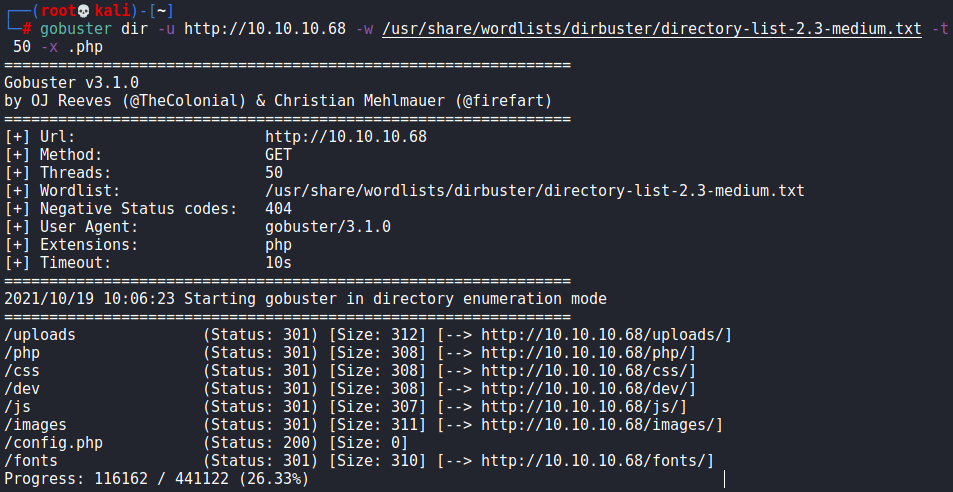 ┌──(root💀kali)-[~]
└─# gobuster dir -u http://10.10.10.68 -w /usr/share/wordlists/dirbuster/directory-list-2.3-medium.txt -t
50 -x .php
===============================================================
Gobuster v3.1.0
by OJ Reeves (@TheColonial) & Christian Mehlmauer (@firefart)
===============================================================
[+] Url:                     http://10.10.10.68
[+] Method:                  GET
[+] Threads:                 50
[+] Wordlist:                /usr/share/wordlists/dirbuster/directory-list-2.3-medium.txt
[+] Negative Status codes:   404
[+] User Agent:              gobuster/3.1.0
[+] Extensions:              php
[+] Timeout:                 10s
===============================================================
2021/10/19 10:06:23 Starting gobuster in directory enumeration mode
===============================================================
/uploads              (Status: 301) [Size: 312] [--> http://10.10.10.68/uploads/]
/php                  (Status: 301) [Size: 308] [--> http://10.10.10.68/php/]
/css                  (Status: 301) [Size: 308] [--> http://10.10.10.68/css/]
/dev                  (Status: 301) [Size: 308] [--> http://10.10.10.68/dev/]
/js                   (Status: 301) [Size: 307] [--> http://10.10.10.68/js/]
/images               (Status: 301) [Size: 311] [--> http://10.10.10.68/images/]
/config.php           (Status: 200) [Size: 0]
/fonts                (Status: 301) [Size: 310] [--> http://10.10.10.68/fonts/]
Progress: 116162 / 441122 (26.33%)